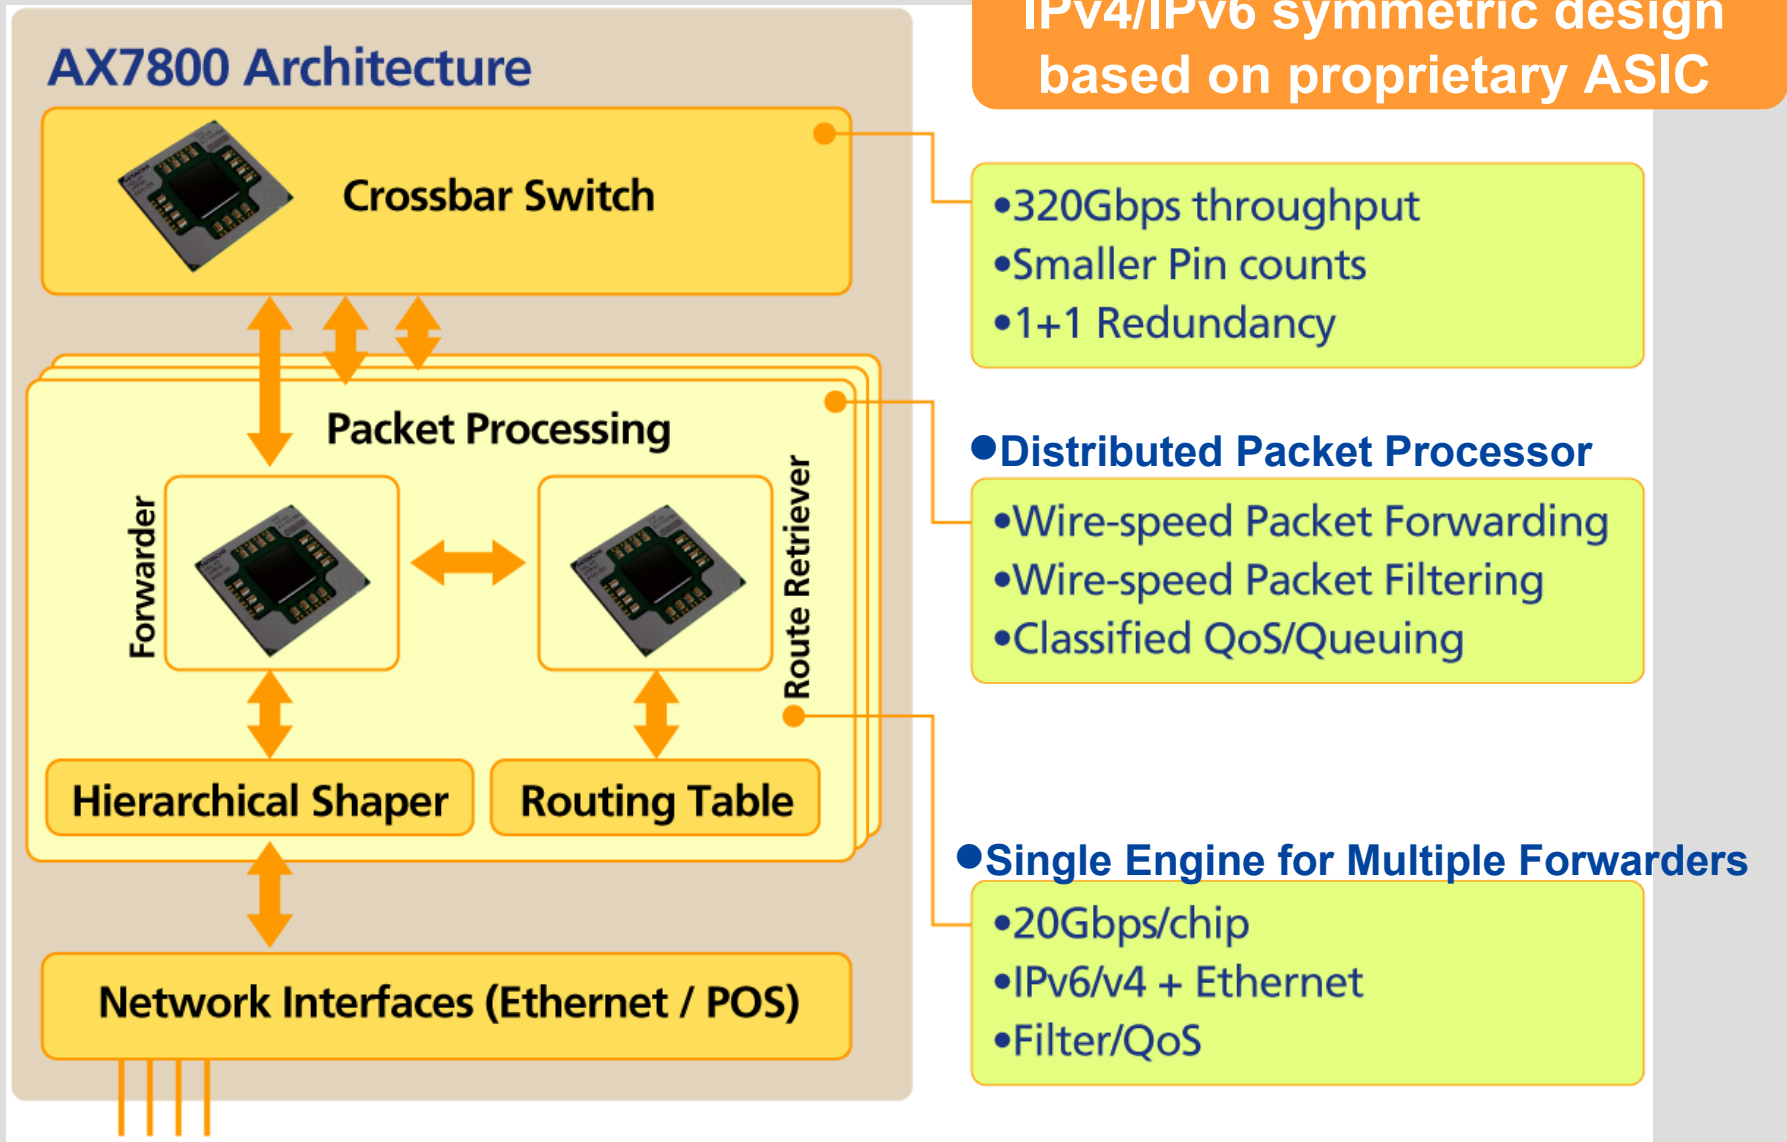 IPv4/IPv6 symmetric design
based on proprietary ASIC
AX7800 Architecture
Crossbar Switch
•320Gbps throughput
•Smaller Pin counts
•1+1 Redundancy
Packet Processing
Forwarder
Route Retriever
●Distributed Packet Processor
•Wire-speed Packet Forwarding
•Wire-speed Packet Filtering
•Classified QoS/Queuing
Hierarchical Shaper
Routing Table
●Single Engine for Multiple Forwarders
•20Gbps/chip
•IPv6/v4 + Ethernet
•Filter/QoS
Network Interfaces (Ethernet / POS)